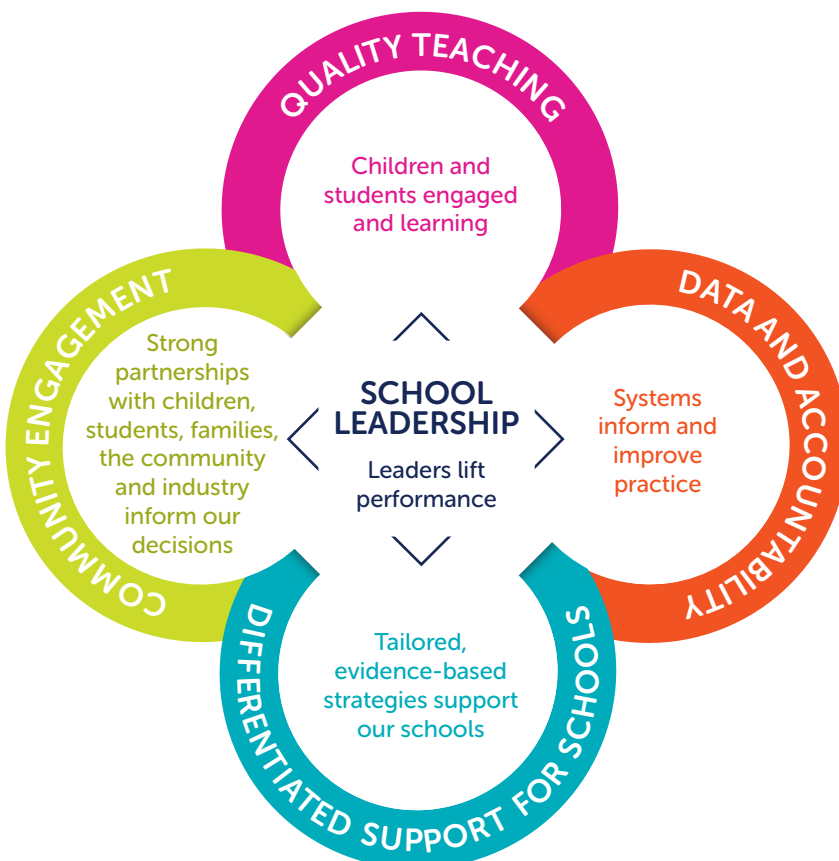 QUALITY TEACHING
Children and
students engaged
and learning
COMMUNITY ENGAGEMENT
Strong
partnerships
with children,
students, families,
the community
and industry
inform our
decisions
SCHOOL
LEADERSHIP
Leaders lift
performance
DATA AND ACCOUNTABILITY
Systems
inform and
improve
practice
DIFFERENTIATED SUPPORT FOR SCHOOLS
Tailored,
evidence-based
strategies support
our schools